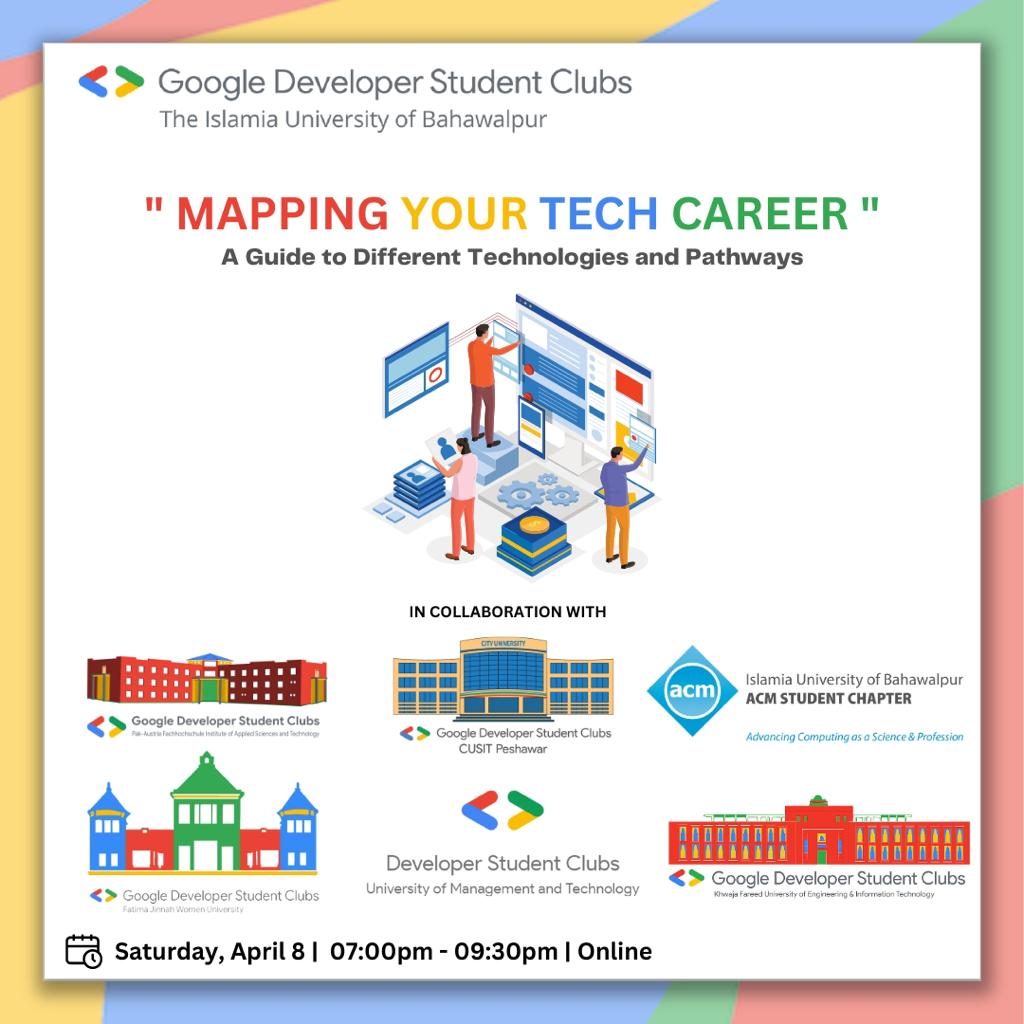 Google Developer Student Clubs
The Islamia University of Bahawalpur
" MAPPING YOUR TECH CAREER "
A Guide to Different Technologies and Pathways
IN COLLABORATION WITH
Google Developer Student Clubs
Pak-Austria Fachhochschule Institute of Applied Sciences and Technology
CITY UNIVERSITY
Google Developer Student Clubs
CUSIT Peshawar
acm
Islamia University of Bahawalpur
ACM STUDENT CHAPTER
Advancing Computing as a Science & Profession
Google Developer Student Clubs
Fatima Jinnah Women University
Developer Student Clubs
University of Management and Technology
Google Developer Student Clubs
Khwaja Fareed University of Engineering & Information Technology
Saturday, April 8 | 07:00pm - 09:30pm | Online